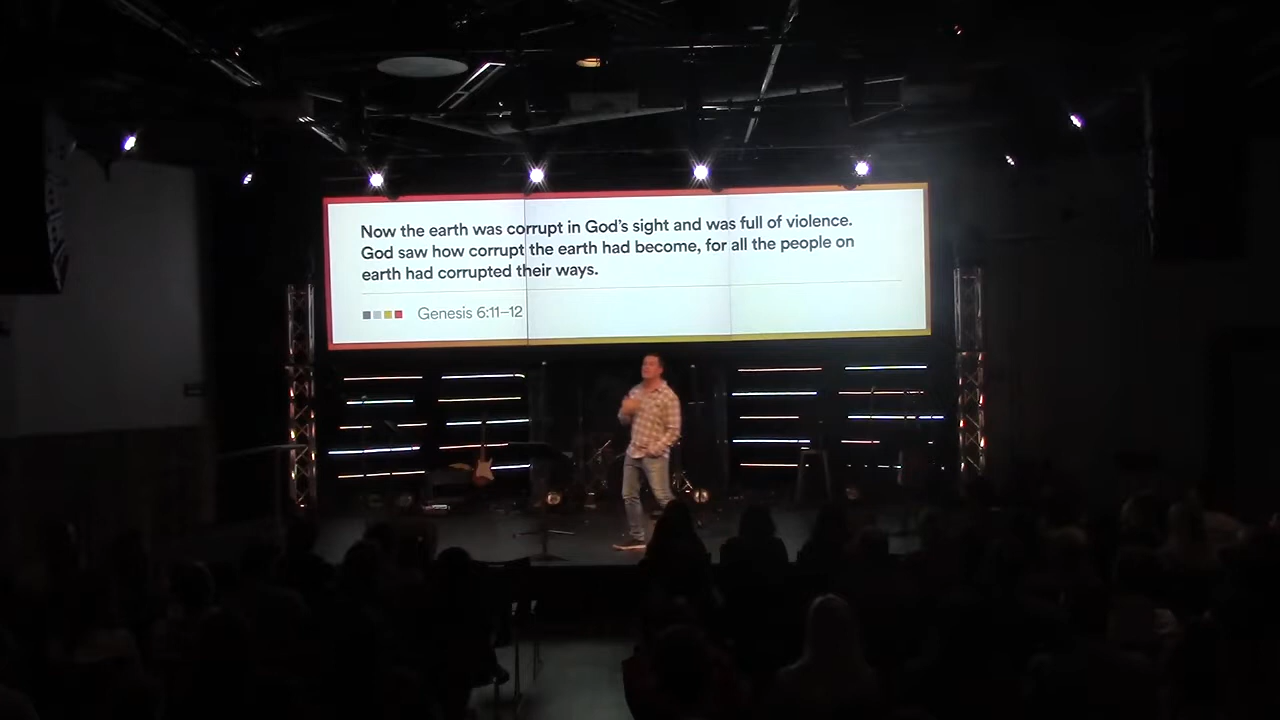 Now the earth was corrupt in God's sight and was full of violence.
God saw how corrupt the earth had become, for all the people on
earth had corrupted their ways.
Genesis 6:11–12